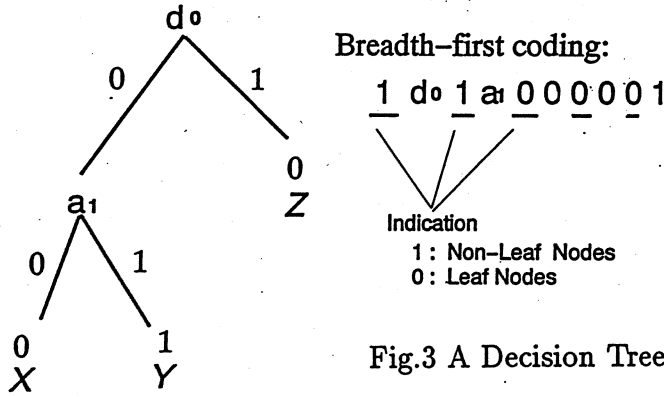 d0
0 1
a1
0
Z
0 1
0
X
1
Y
Breadth–first coding:
1 d0 1 a1 0 0 0 0 0 1
Indication
1 : Non–Leaf Nodes
0 : Leaf Nodes
Fig.3 A Decision Tree